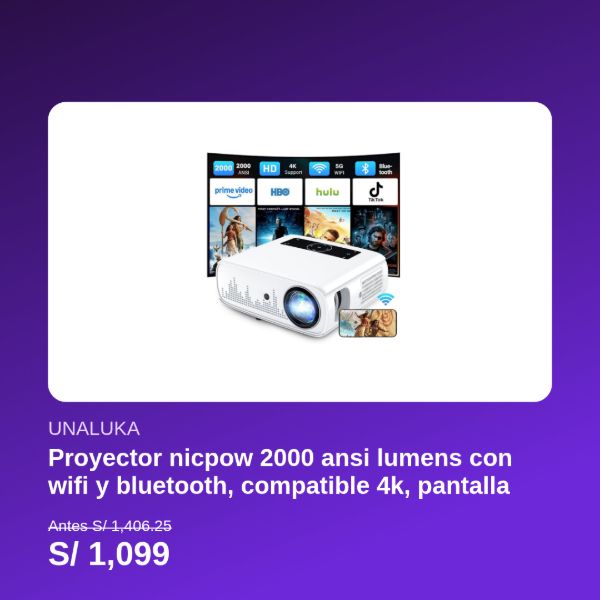 2000 2000 ANSI HD 4K Support 5G WIFI Blue-tooth
prime video HBO hulu TikTok
UNALUKA
Proyector nicpow 2000 ansi lumens con
wifi y bluetooth, compatible 4k, pantalla
Antes S/ 1,406.25
S/ 1,099